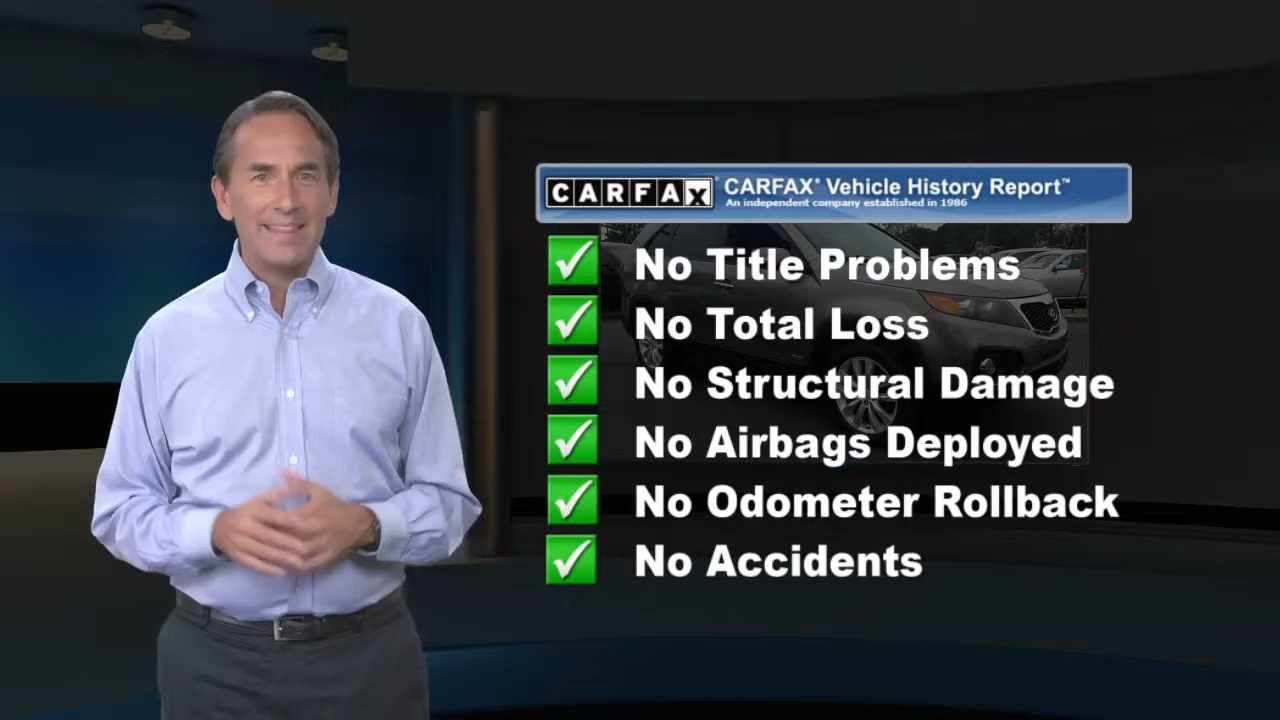 CARFAX® CARFAX® Vehicle History Report™
An independent company established in 1986
No Title Problems
No Total Loss
No Structural Damage
No Airbags Deployed
No Odometer Rollback
No Accidents